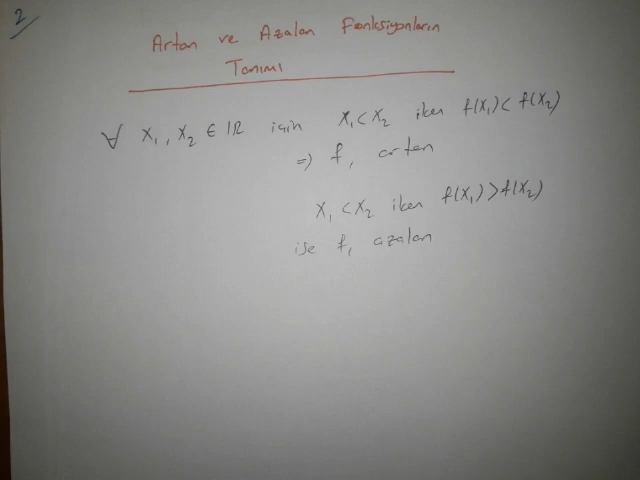 2
Artan ve Azalan Fonksiyonların
Tanımı
∀ x₁, x₂ ∈ ℝ için x₁ < x₂ iken f(x₁) < f(x₂)
=> f, artan
x₁ < x₂ iken f(x₁) > f(x₂)
ise f, azalan